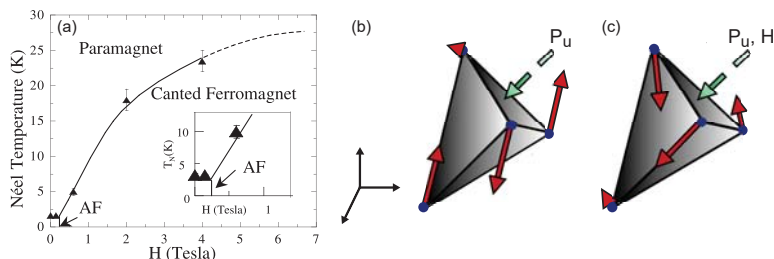 (a)
Paramagnet
Canted Ferromagnet
AF
Néel Temperature (K)
30
25
20
15
10
5
0
0 1 2 3 4 5 6 7
H (Tesla)
T_N(K)
10
5
0
AF
H (Tesla) 1
(b)
P_u
(c)
P_u, H